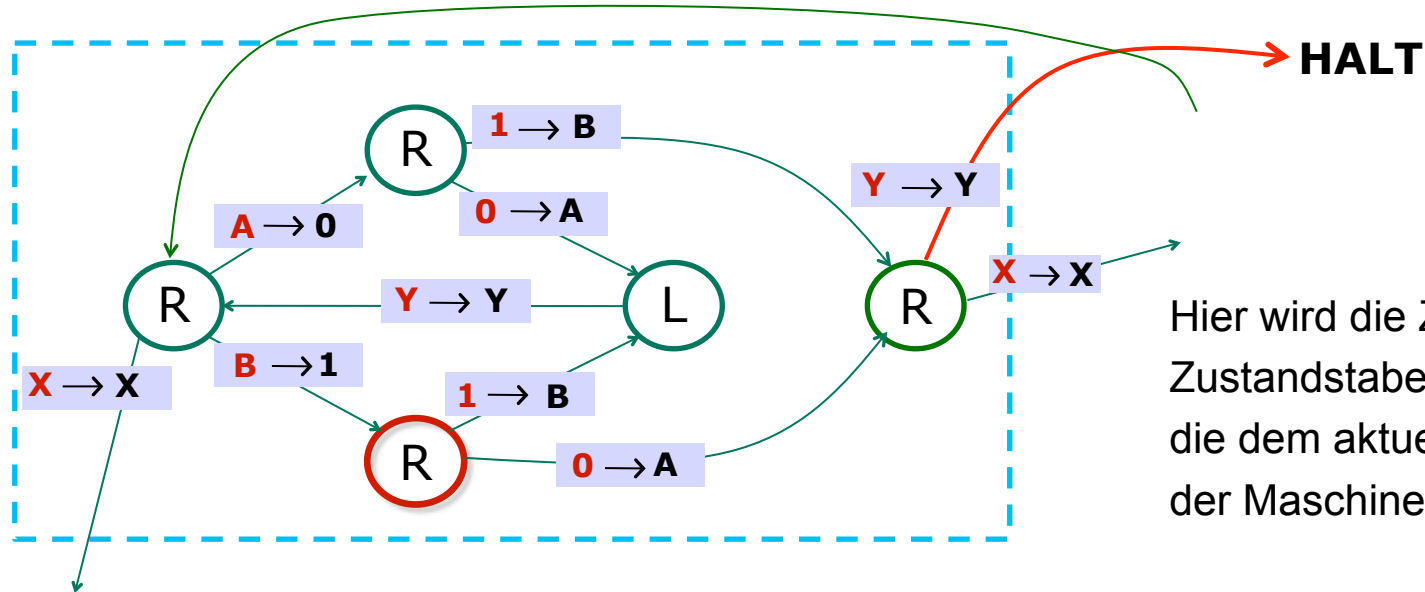 HALT
1 → B
R
Y → Y
0 → A
A → 0
R
Y → Y
L
R
X → X
Hier wird die
B → 1
X → X
Zustandstabe
1 → B
die dem aktue
R
0 → A
der Maschine